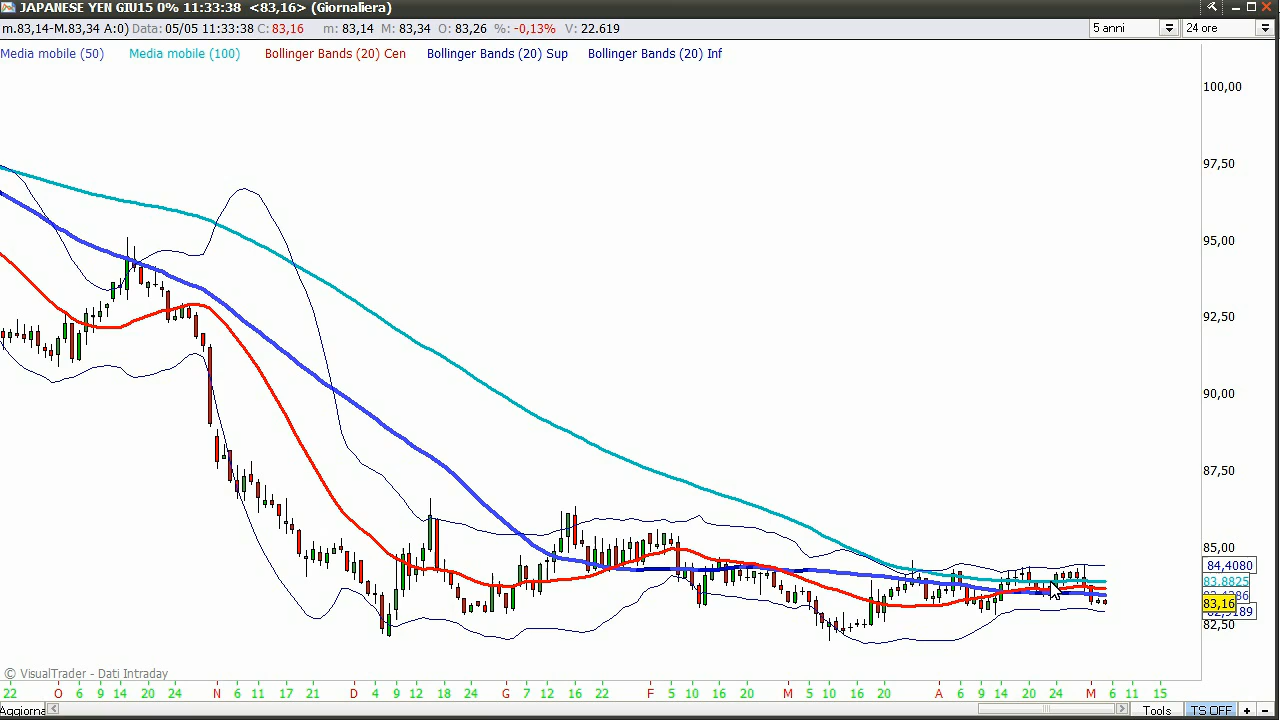 JAPANESE YEN GIU15 0% 11:33:38 <83,16> (Giornaliera)
m.83,14-M.83,34 A:0) Data: 05/05 11:33:38 C: 83,16 m: 83,14 M: 83,34 O: 83,26 %: -0,13% V: 22.619 5 anni 24 ore
Media mobile (50) Media mobile (100) Bollinger Bands (20) Cen Bollinger Bands (20) Sup Bollinger Bands (20) Inf
100,00
97,50
95,00
92,50
90,00
87,50
85,00
84,4080
83,8825
83,16
82,50
© VisualTrader - Dati Intraday
22 O 6 9 14 20 24 N 6 11 17 21 D 4 9 12 18 24 G 7 12 16 22 F 5 10 16 20 M 5 10 16 20 A 6 9 14 20 24 M 6 11 15
Aggiorna Tools TS OFF + -